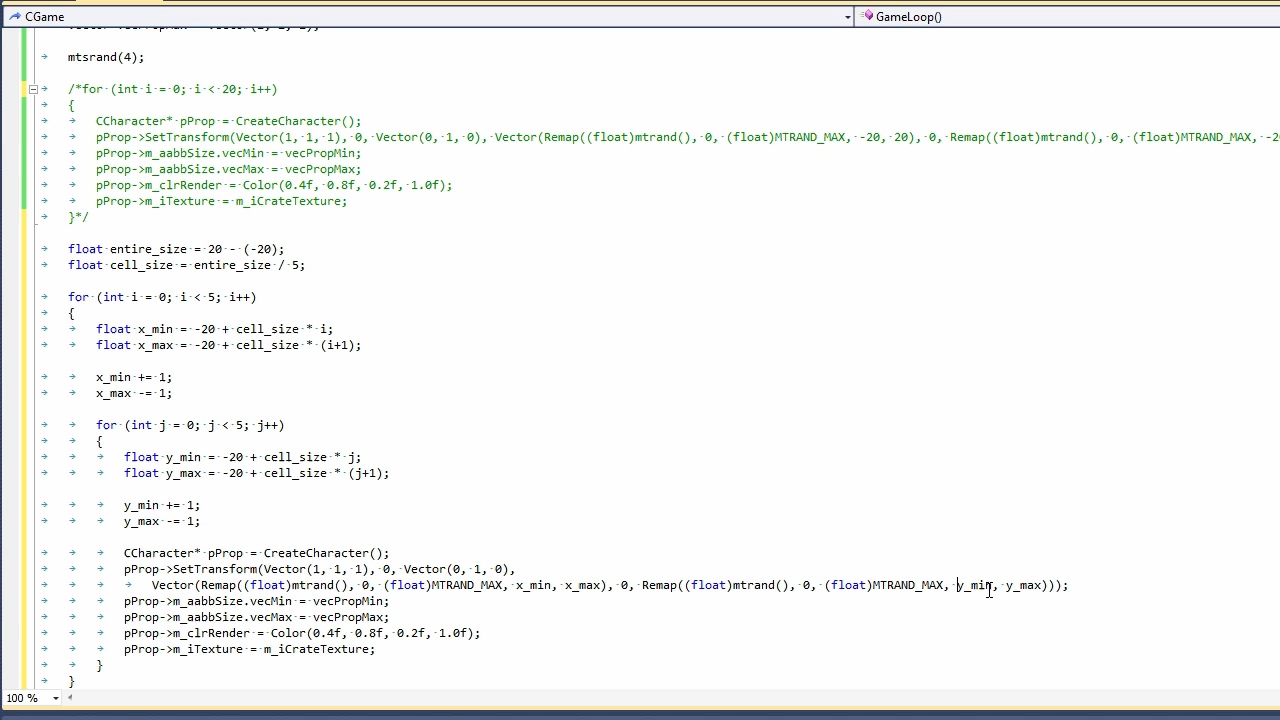 CGame
GameLoop()
mtsrand(4);
/*for (int i = 0; i < 20; i++)
{
CCharacter* pProp = CreateCharacter();
pProp->SetTransform(Vector(1, 1, 1), 0, Vector(0, 1, 0), Vector(Remap((float)mtrand(), 0, (float)MTRAND_MAX, -20, 20), 0, Remap((float)mtrand(), 0, (float)MTRAND_MAX, -20
pProp->m_aabbSize.vecMin = vecPropMin;
pProp->m_aabbSize.vecMax = vecPropMax;
pProp->m_clrRender = Color(0.4f, 0.8f, 0.2f, 1.0f);
pProp->m_iTexture = m_iCrateTexture;
}*/
float entire_size = 20 - (-20);
float cell_size = entire_size / 5;
for (int i = 0; i < 5; i++)
{
float x_min = -20 + cell_size * i;
float x_max = -20 + cell_size * (i+1);
x_min += 1;
x_max -= 1;
for (int j = 0; j < 5; j++)
{
float y_min = -20 + cell_size * j;
float y_max = -20 + cell_size * (j+1);
y_min += 1;
y_max -= 1;
CCharacter* pProp = CreateCharacter();
pProp->SetTransform(Vector(1, 1, 1), 0, Vector(0, 1, 0),
Vector(Remap((float)mtrand(), 0, (float)MTRAND_MAX, x_min, x_max), 0, Remap((float)mtrand(), 0, (float)MTRAND_MAX, y_min, y_max)));
pProp->m_aabbSize.vecMin = vecPropMin;
pProp->m_aabbSize.vecMax = vecPropMax;
pProp->m_clrRender = Color(0.4f, 0.8f, 0.2f, 1.0f);
pProp->m_iTexture = m_iCrateTexture;
}
}
100 %